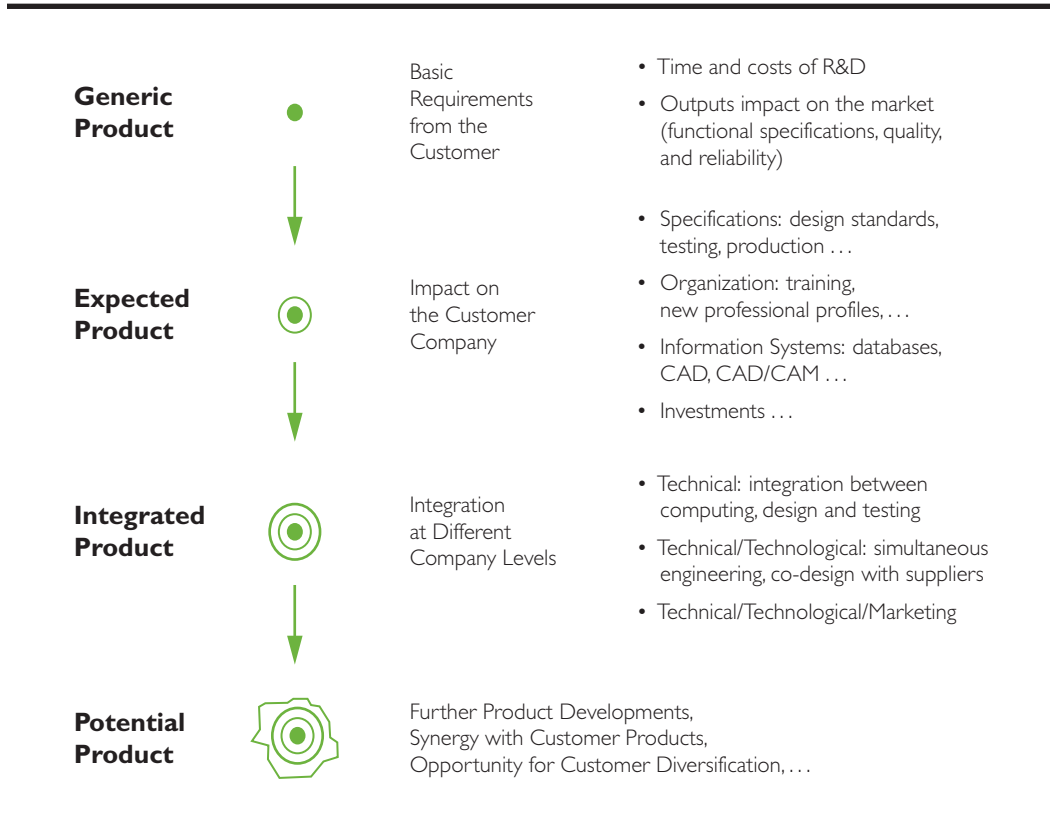 Generic
Product
Basic
Requirements
from the
Customer
• Time and costs of R&D
• Outputs impact on the market
(functional specifications, quality,
and reliability)
Expected
Product
Impact on
the Customer
Company
• Specifications: design standards,
testing, production . . .
• Organization: training,
new professional profiles, . . .
• Information Systems: databases,
CAD, CAD/CAM . . .
• Investments . . .
Integrated
Product
Integration
at Different
Company Levels
• Technical: integration between
computing, design and testing
• Technical/Technological: simultaneous
engineering, co-design with suppliers
• Technical/Technological/Marketing
Potential
Product
Further Product Developments,
Synergy with Customer Products,
Opportunity for Customer Diversification, . . .